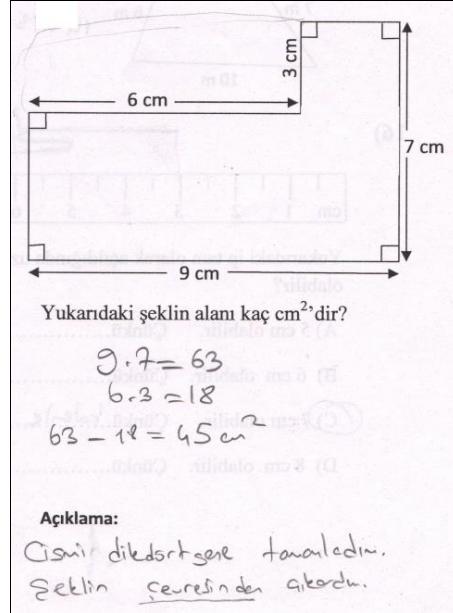 3 cm
6 cm
7 cm
9 cm
Yukarıdaki şeklin alanı kaç cm²'dir?
9.7 = 63
6.3 = 18
63 - 18 = 45 cm²
Açıklama:
Cismi dikdörtgene tamamladım.
Şeklin çevresinden çıkardım.